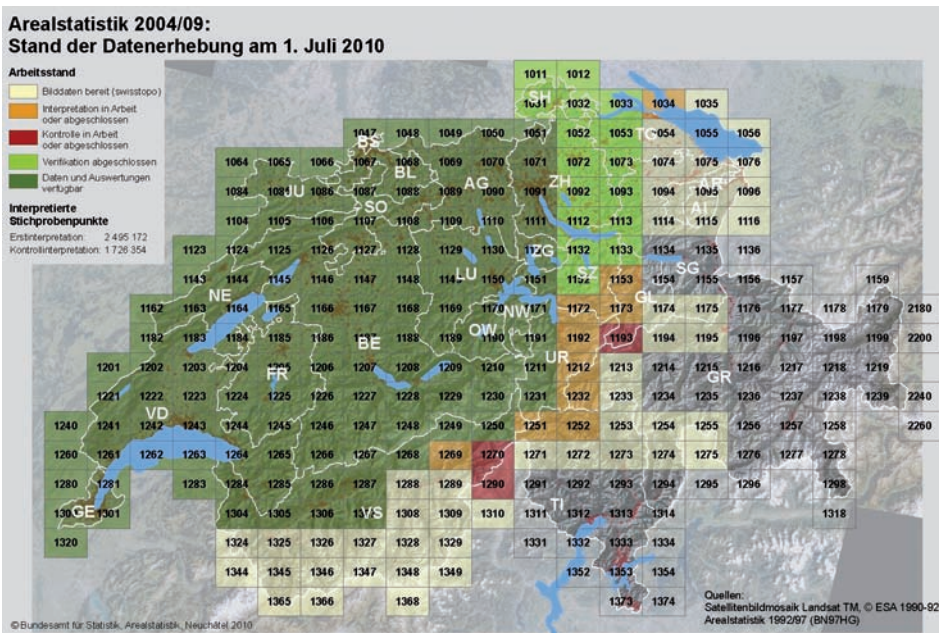 Arealstatistik 2004/09:
Stand der Datenerhebung am 1. Juli 2010
Arbeitsstand
Bilddaten bereit (swisstopo)
Interpretation in Arbeit
oder abgeschlossen
Kontrolle in Arbeit
oder abgeschlossen
Verifikation abgeschlossen
Daten und Auswertungen
verfügbar
Interpretierte
Stichprobenpunkte
Erstinterpretation: 2 495 172
Kontrollinterpretation: 1 726 354
1011 1012
SH
1031 1032 1033 1034 1035
1047 1048 1049 1050 1051 1052 1053 TG 1054 1055 1056
BS
1064 1065 1066 1067 1068 1069 1070 1071 1072 1073 1074 1075 1076
BL AG ZH
1084 1085 JU 1086 1087 1088 1089 1090 1091 1092 1093 1094 1095 1096
SO AI
1104 1105 1106 1107 1108 1109 1110 1111 1112 1113 1114 1115 1116
1123 1124 1125 1126 1127 1128 1129 1130 ZG 1132 1133 1134 1135 1136
LU SZ SG
1143 1144 1145 1146 1147 1148 1149 1150 1151 1152 1153 1154 1155 1156 1157 1159
NE GL
1162 1163 1164 1165 1166 1167 1168 1169 1170 1171 1172 1173 1174 1175 1176 1177 1178 1179 2180
NW
OW
1182 1183 1184 1185 1186 1187 1188 1189 1190 1191 1192 1193 1194 1195 1196 1197 1198 1199 2200
BE UR
1201 1202 1203 1204 1205 1206 1207 1208 1209 1210 1211 1212 1213 1214 1215 1216 1217 1218 1219
FR GR
1221 1222 1223 1224 1225 1226 1227 1228 1229 1230 1231 1232 1233 1234 1235 1236 1237 1238 1239 2240
VD
1240 1241 1242 1243 1244 1245 1246 1247 1248 1249 1250 1251 1252 1253 1254 1255 1256 1257 1258 2260
1260 1261 1262 1263 1264 1265 1266 1267 1268 1269 1270 1271 1272 1273 1274 1275 1276 1277 1278
1280 1281 1283 1284 1285 1286 1287 1288 1289 1290 1291 1292 1293 1294 1295 1296 1298
GE VS TI
1301 1304 1305 1306 1308 1309 1310 1311 1312 1313 1314 1318
1320 1324 1325 1326 1327 1328 1329 1331 1332 1333 1334
1344 1345 1346 1347 1348 1349 1352 1353 1354
1365 1366 1368 1373 1374
Quellen:
Satellitenbildmosaik Landsat TM, © ESA 1990-92
Arealstatistik 1992/97 (BN97HG)
© Bundesamt für Statistik, Arealstatistik, Neuchâtel 2010